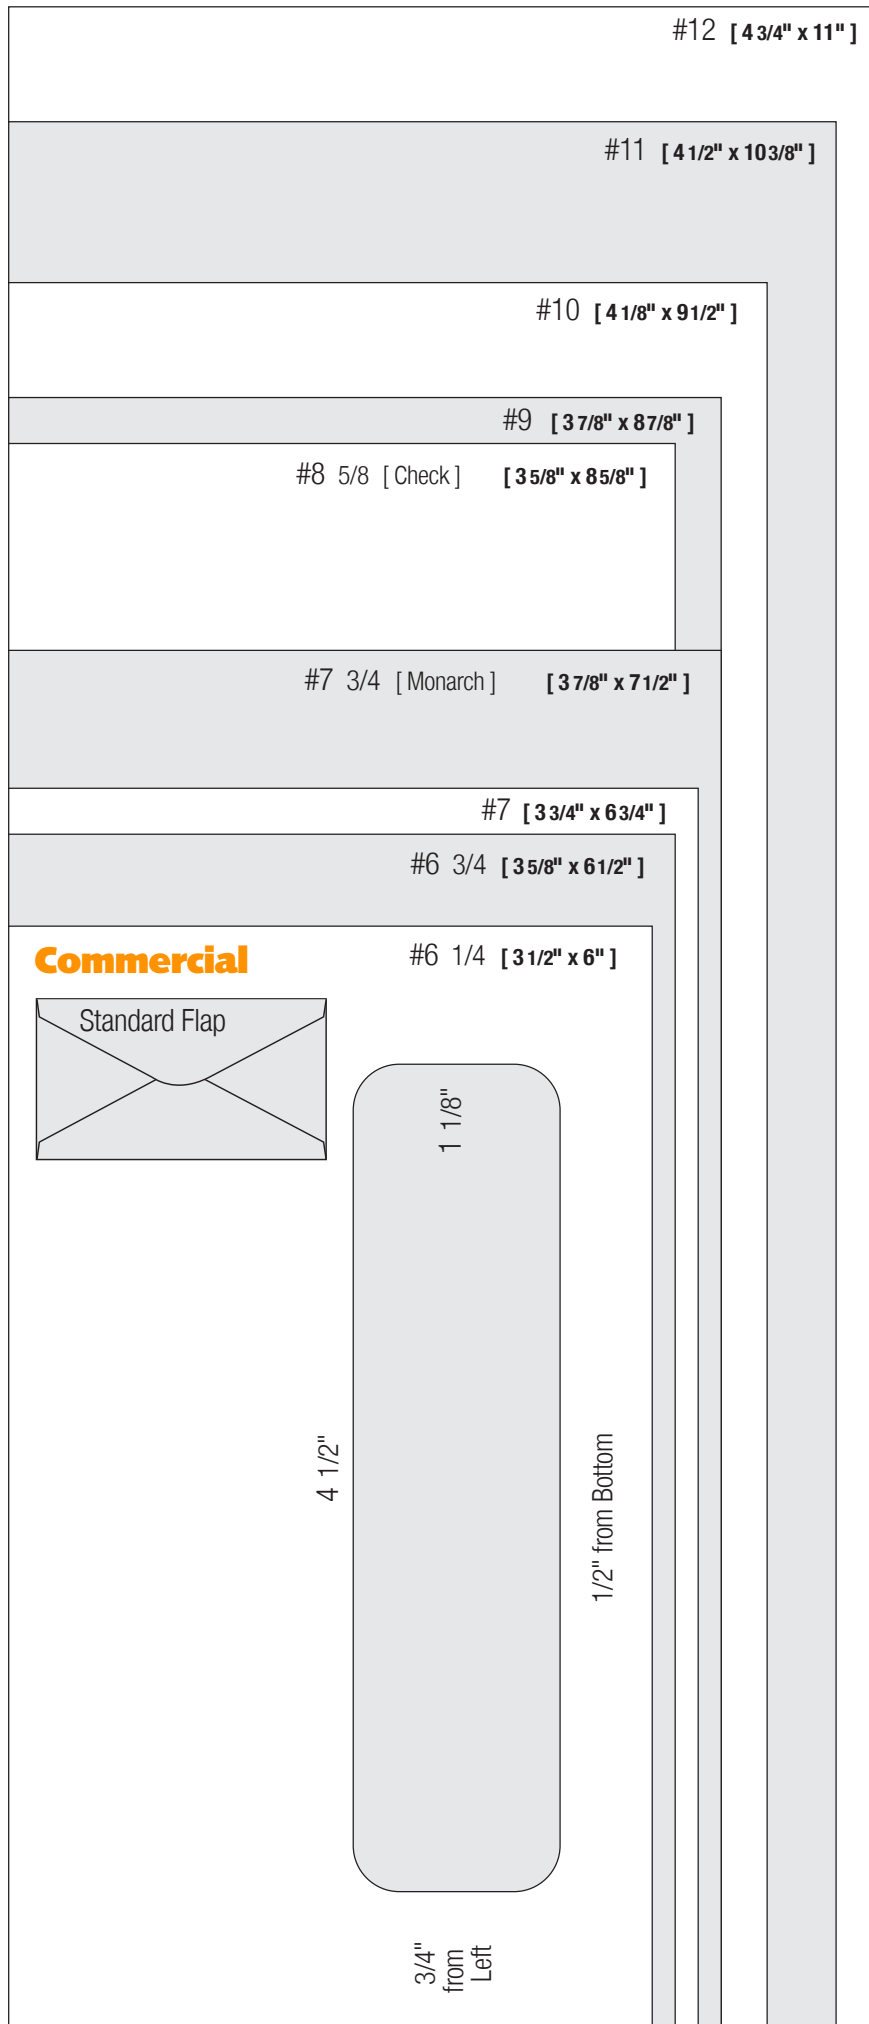 #12 [ 4 3/4" x 11" ]
#11 [ 4 1/2" x 10 3/8" ]
#10 [ 4 1/8" x 9 1/2" ]
#9 [ 3 7/8" x 8 7/8" ]
#8 5/8 [ Check ] [ 3 5/8" x 8 5/8" ]
#7 3/4 [ Monarch ] [ 3 7/8" x 7 1/2" ]
#7 [ 3 3/4" x 6 3/4" ]
#6 3/4 [ 3 5/8" x 6 1/2" ]
Commercial #6 1/4 [ 3 1/2" x 6" ]
Standard Flap
1 1/8"
4 1/2"
1/2" from Bottom
3/4"
from
Left